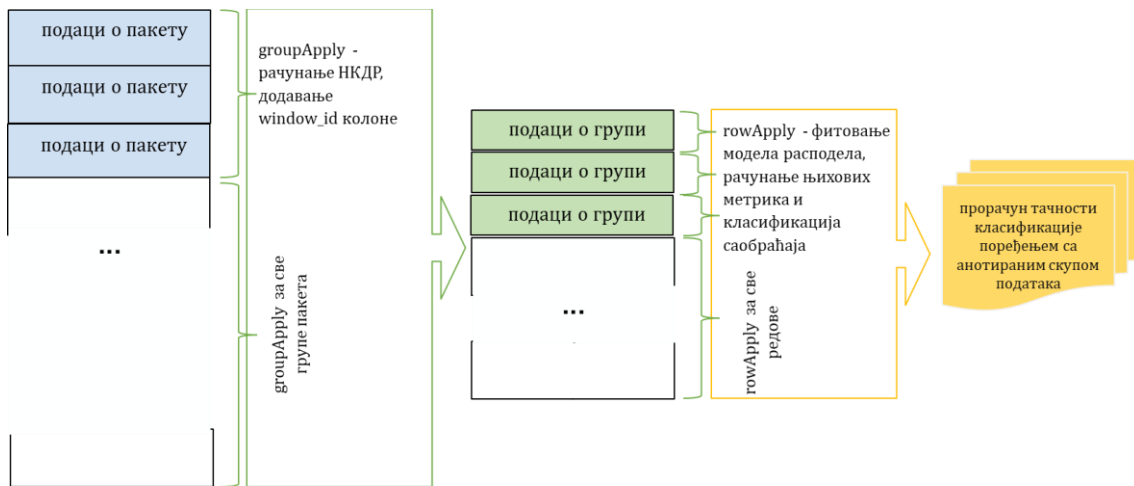 подаци о пакету
подаци о пакету
подаци о пакету
...
groupApply -
рачунање НКДР,
додавање
window_id колоне
groupApply за све
групе пакета
подаци о групи
подаци о групи
подаци о групи
...
rowApply - фитовање
модела расподела,
рачунање њихових
метрика и
класификација
саобраћаја
rowApply за све
редове
прорачун тачности
класификације
поређењем са
анотираним скупом
података